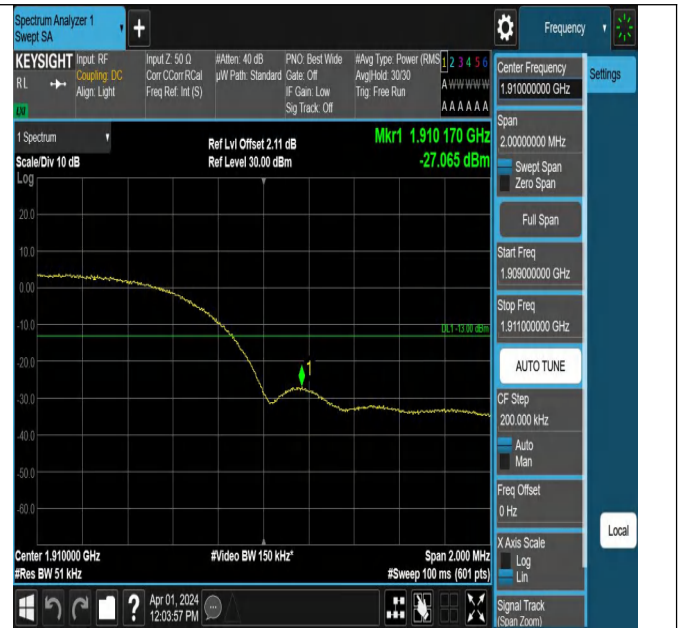 Spectrum Analyzer 1
Swept SA
Frequency
KEYSIGHT
RL
Input: RF
Coupling: DC
Align: Light
Input Z: 50 Ω
Corr CCorr RCal
Freq Ref: Int (S)
#Atten: 40 dB
µW Path: Standard
PNO: Best Wide
Gate: Off
IF Gain: Low
Sig Track: Off
#Avg Type: Power (RMS
Avg|Hold: 30/30
Trig: Free Run
1 2 3 4 5 6
A W W W W W
A A A A A A
LXI
1 Spectrum
Scale/Div 10 dB
Log
Ref Lvl Offset 2.11 dB
Ref Level 30.00 dBm
Mkr1 1.910 170 GHz
-27.065 dBm
20.0
10.0
0.00
-10.0
-20.0
-30.0
-40.0
-50.0
-60.0
DL1 -13.00 dBm
1
Center 1.910000 GHz
#Res BW 51 kHz
#Video BW 150 kHz*
Span 2.000 MHz
#Sweep 100 ms (601 pts)
Apr 01, 2024
12:03:57 PM
Center Frequency
1.910000000 GHz
Settings
Span
2.00000000 MHz
Swept Span
Zero Span
Full Span
Start Freq
1.909000000 GHz
Stop Freq
1.911000000 GHz
AUTO TUNE
CF Step
200.000 kHz
Auto
Man
Freq Offset
0 Hz
X Axis Scale
Log
Lin
Local
Signal Track
(Span Zoom)